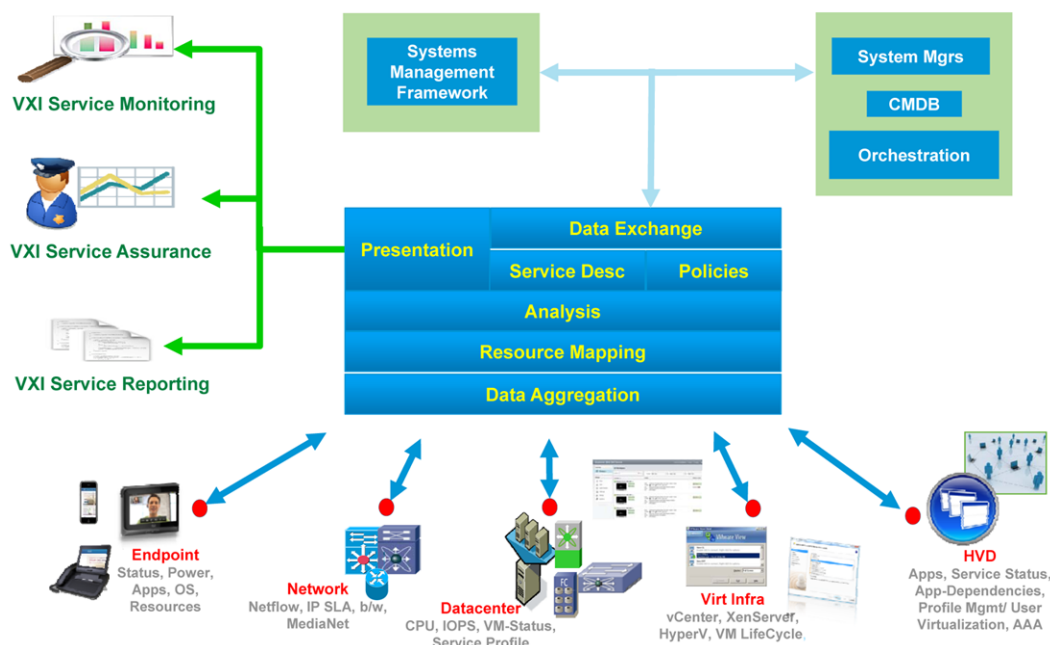 Systems
Management
Framework
System Mgrs
CMDB
Orchestration
VXI Service Monitoring
VXI Service Assurance
VXI Service Reporting
Presentation
Data Exchange
Service Desc
Policies
Analysis
Resource Mapping
Data Aggregation
Endpoint
Status, Power,
Apps, OS,
Resources
Network
Netflow, IP SLA, b/w,
MediaNet
FC
Datacenter
CPU, IOPS, VM-Status,
Service Profile
Virt Infra
vCenter, XenServer,
HyperV, VM LifeCycle,
HVD
Apps, Service Status,
App-Dependencies,
Profile Mgmt/ User
Virtualization, AAA